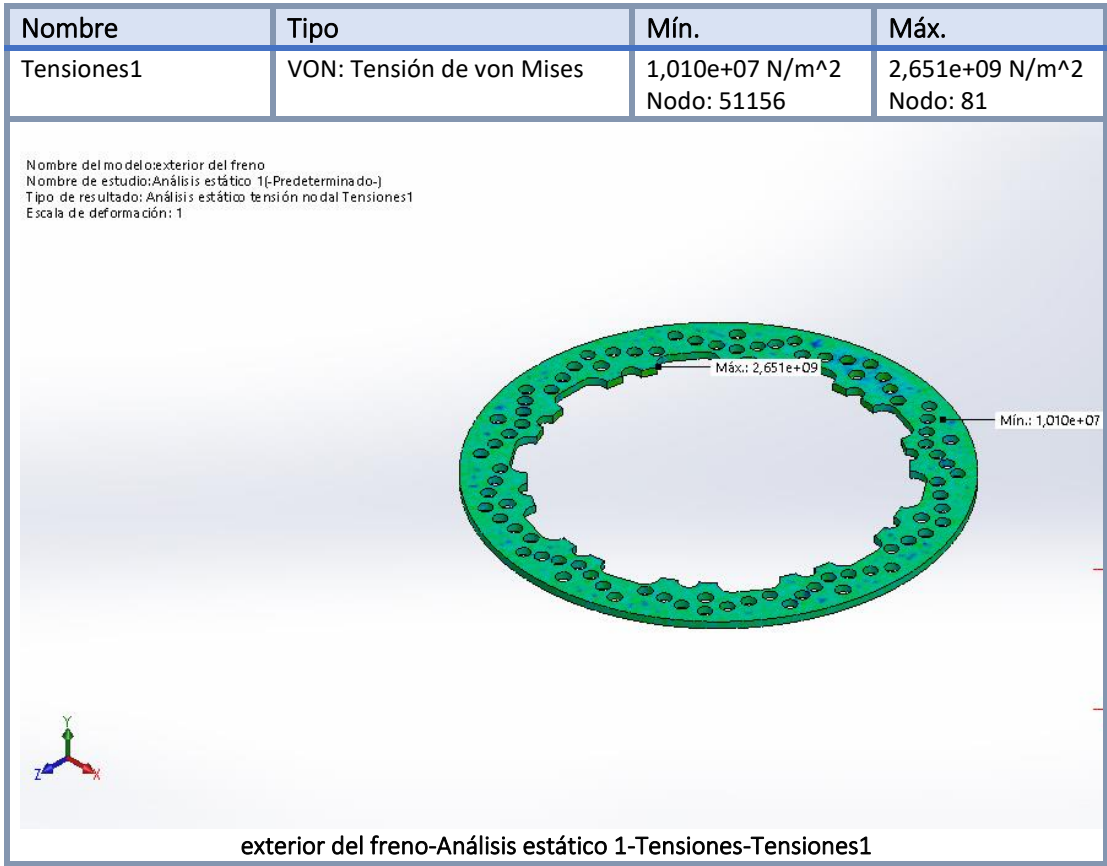 Nombre Tipo Mín. Máx.
Tensiones1 VON: Tensión de von Mises 1,010e+07 N/m^2 2,651e+09 N/m^2
Nodo: 51156 Nodo: 81
Nombre del modelo:exterior del freno
Nombre de estudio:Análisis estático 1(-Predeterminado-)
Tipo de resultado: Análisis estático tensión nodal Tensiones1
Escala de deformación: 1
Máx.: 2,651e+09
Mín.: 1,010e+07
Y
Z X
exterior del freno-Análisis estático 1-Tensiones-Tensiones1